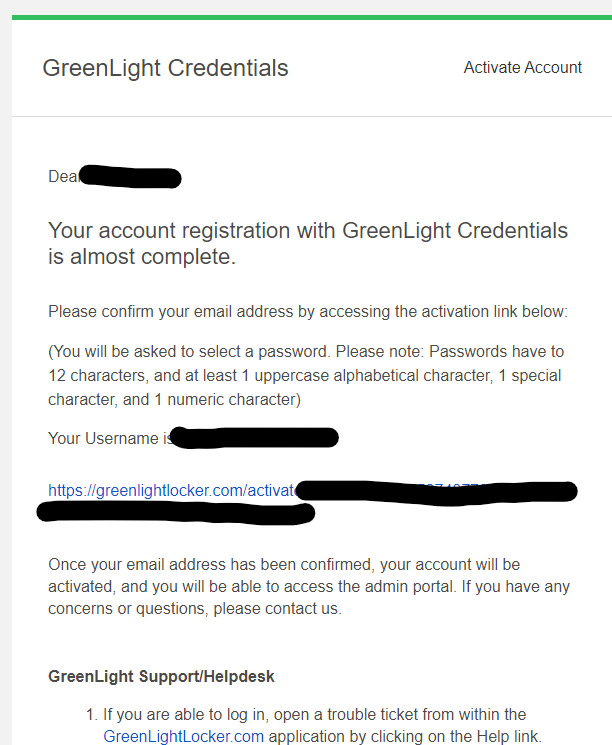 GreenLight Credentials
Activate Account
Dear
Your account registration with GreenLight Credentials
is almost complete.
Please confirm your email address by accessing the activation link below:
(You will be asked to select a password. Please note: Passwords have to
12 characters, and at least 1 uppercase alphabetical character, 1 special
character, and 1 numeric character)
Your Username is
https://greenlightlocker.com/activate
Once your email address has been confirmed, your account will be
activated, and you will be able to access the admin portal. If you have any
concerns or questions, please contact us.
GreenLight Support/Helpdesk
1. If you are able to log in, open a trouble ticket from within the
GreenLightLocker.com application by clicking on the Help link.